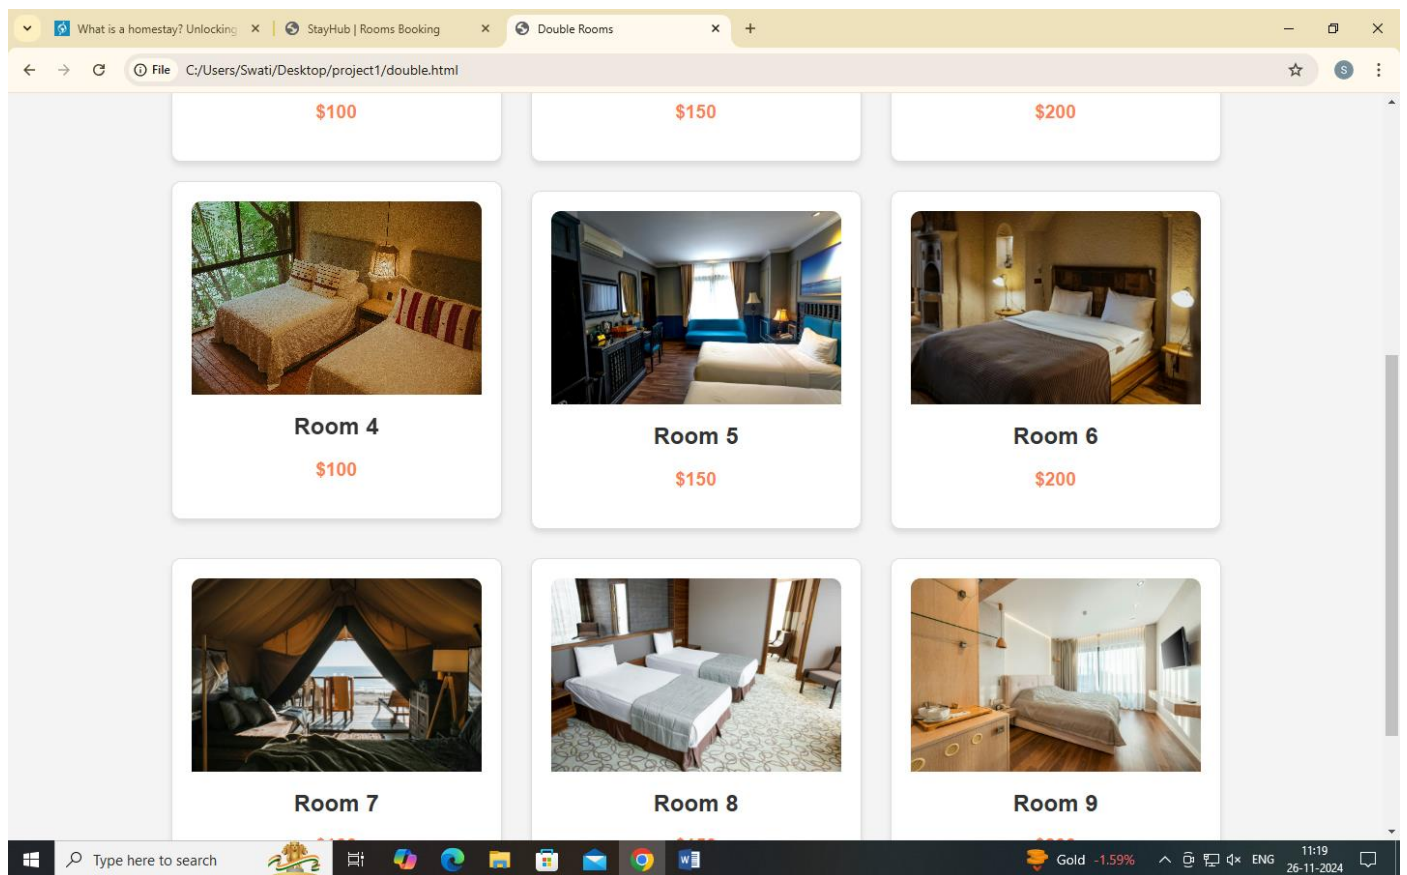 What is a homestay? Unlocking
StayHub | Rooms Booking
Double Rooms
File C:/Users/Swati/Desktop/project1/double.html
S
$100 $150 $200
Room 4
$100
Room 5
$150
Room 6
$200
Room 7
Room 8
Room 9
Type here to search
Gold -1.59%
ENG
11:19
26-11-2024